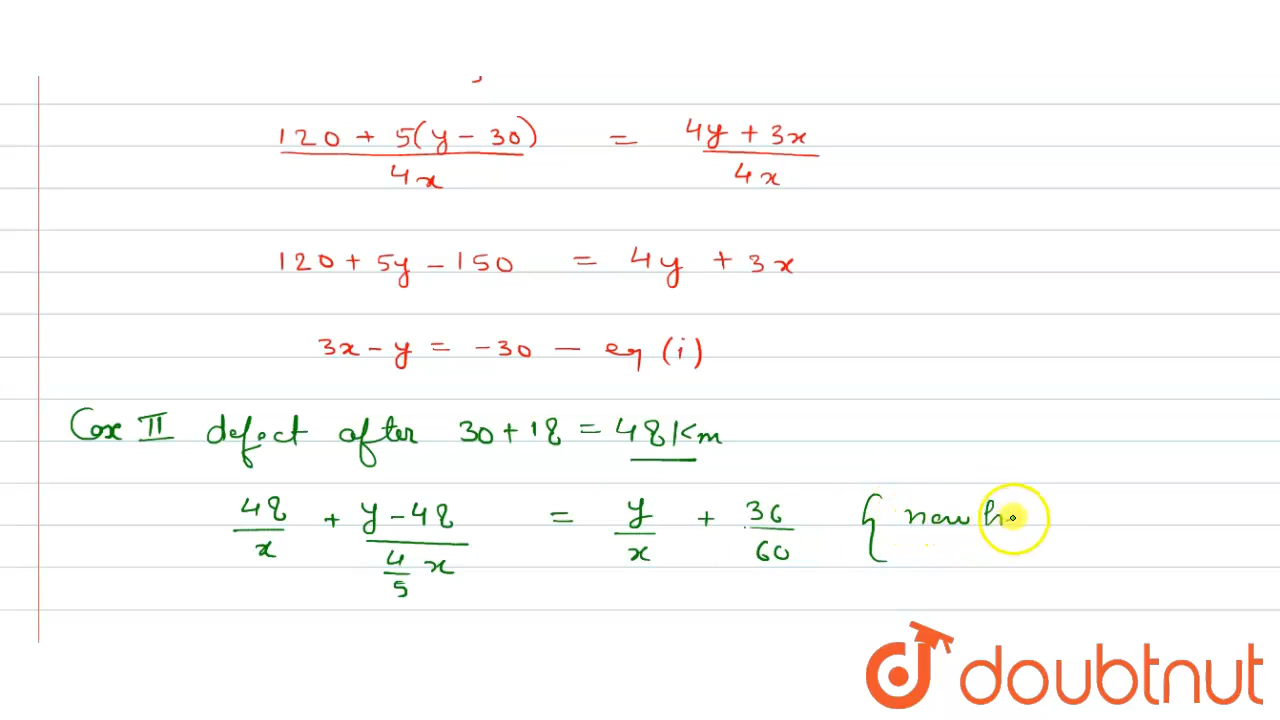 120 + 5(y - 30) / 4x = 4y + 3x / 4x
120 + 5y - 150 = 4y + 3x
3x - y = -30 - eq (i)
Case II defect after 30 + 18 = 48 Km
48/x + y - 48 / 4/5 x = y/x + 36/60 { now
doubtnut